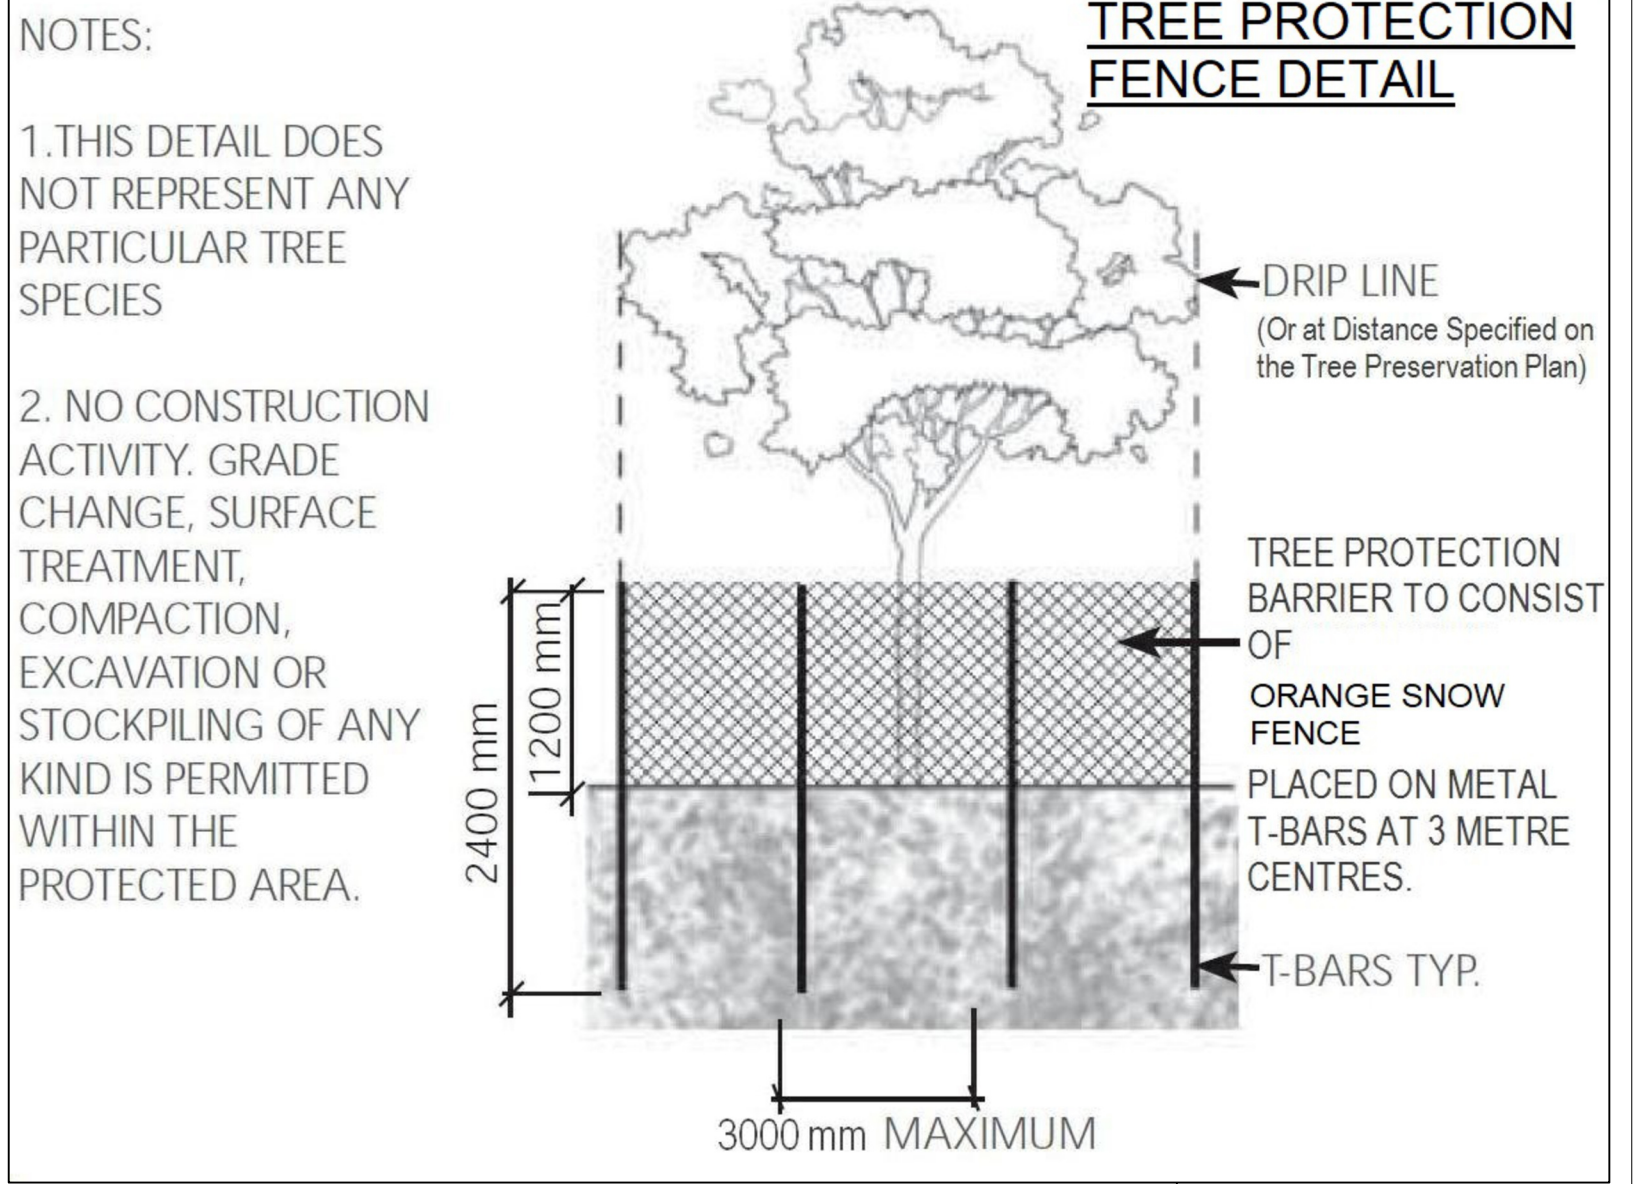 TREE PROTECTION
FENCE DETAIL
NOTES:
1.THIS DETAIL DOES
NOT REPRESENT ANY
PARTICULAR TREE
SPECIES
2. NO CONSTRUCTION
ACTIVITY. GRADE
CHANGE, SURFACE
TREATMENT,
COMPACTION,
EXCAVATION OR
STOCKPILING OF ANY
KIND IS PERMITTED
WITHIN THE
PROTECTED AREA.
DRIP LINE
(Or at Distance Specified on
the Tree Preservation Plan)
TREE PROTECTION
BARRIER TO CONSIST
OF
ORANGE SNOW
FENCE
PLACED ON METAL
T-BARS AT 3 METRE
CENTRES.
T-BARS TYP.
1200 mm
2400 mm
3000 mm MAXIMUM